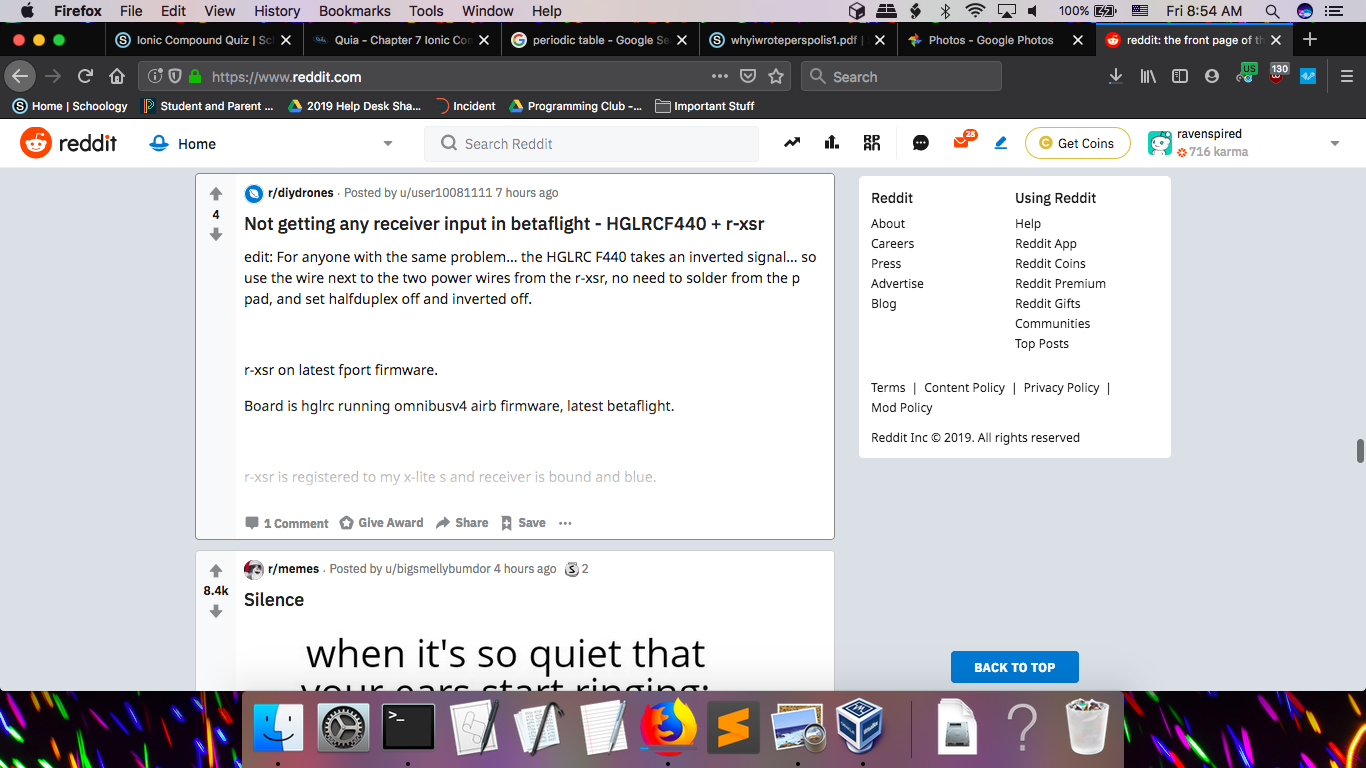 Firefox File Edit View History Bookmarks Tools Window Help 100% Fri 8:54 AM
Ionic Compound Quiz | Sc
Quia - Chapter 7 Ionic Con
periodic table - Google Se
whyiwroteperspolis1.pdf |
Photos - Google Photos
reddit: the front page of th
https://www.reddit.com
Search
US
130
Home | Schoology
Student and Parent ...
2019 Help Desk Sha...
Incident
Programming Club -...
Important Stuff
reddit
Home
Search Reddit
28
Get Coins
ravenspired
716 karma
4
r/diydrones · Posted by u/user10081111 7 hours ago
Not getting any receiver input in betaflight - HGLRCF440 + r-xsr
edit: For anyone with the same problem... the HGLRC F440 takes an inverted signal... so
use the wire next to the two power wires from the r-xsr, no need to solder from the p
pad, and set halfduplex off and inverted off.
r-xsr on latest fport firmware.
Board is hglrc running omnibusv4 airb firmware, latest betaflight.
r-xsr is registered to my x-lite s and receiver is bound and blue.
1 Comment Give Award Share Save ...
8.4k
r/memes · Posted by u/bigsmellybumdor 4 hours ago S 2
Silence
when it's so quiet that
your ears start ringing:
Reddit
About
Careers
Press
Advertise
Blog
Using Reddit
Help
Reddit App
Reddit Coins
Reddit Premium
Reddit Gifts
Communities
Top Posts
Terms | Content Policy | Privacy Policy |
Mod Policy
Reddit Inc © 2019. All rights reserved
BACK TO TOP
>_
?